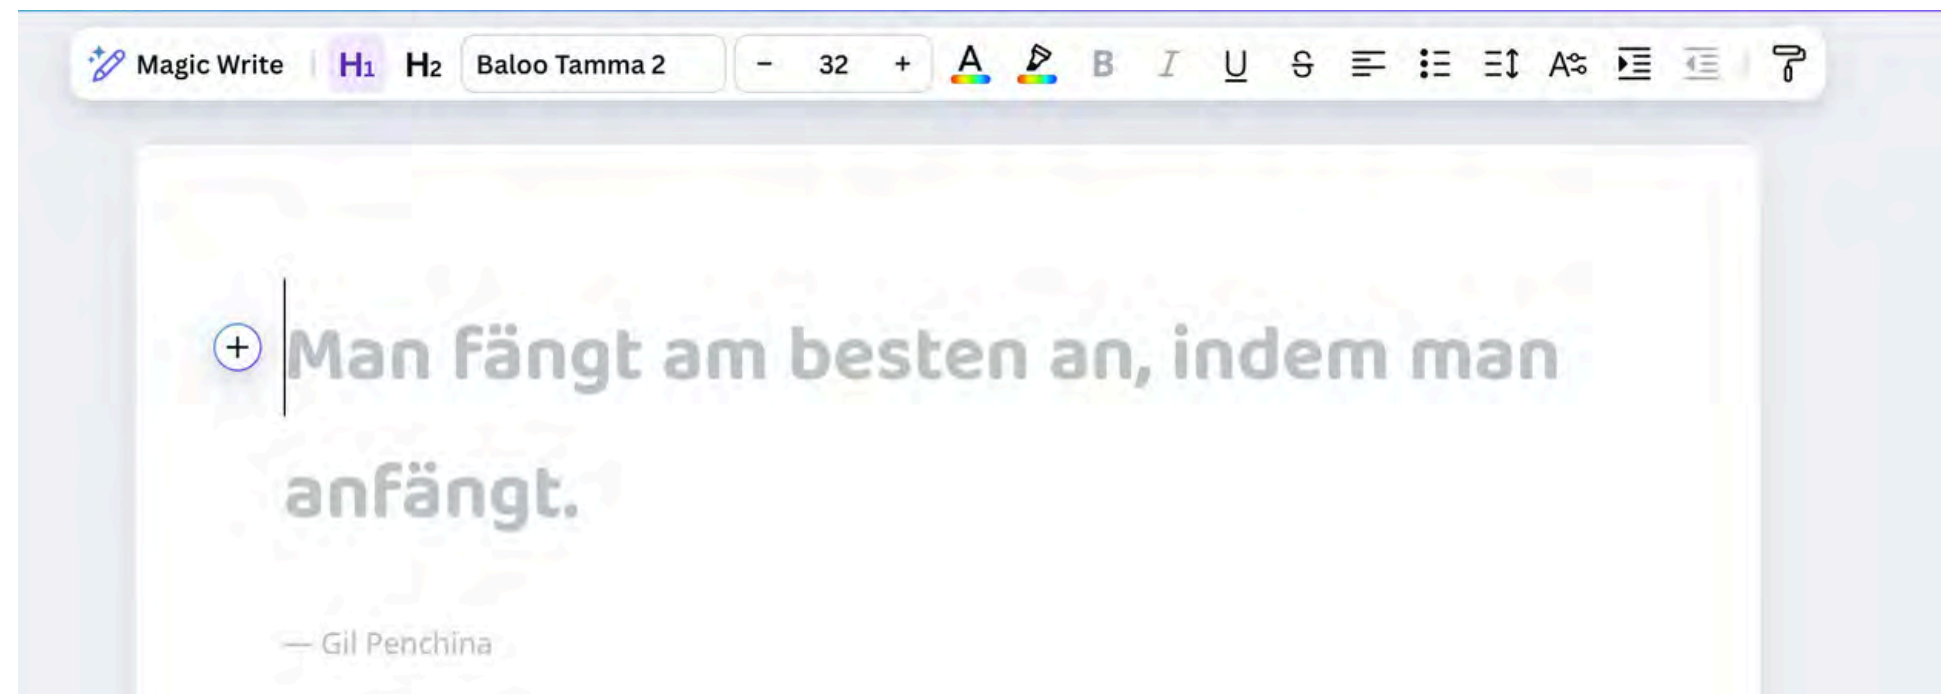 Magic Write H1 H2 Baloo Tamma 2 - 32 + A B I U S A
Man fängt am besten an, indem man
anfängt.
— Gil Penchina